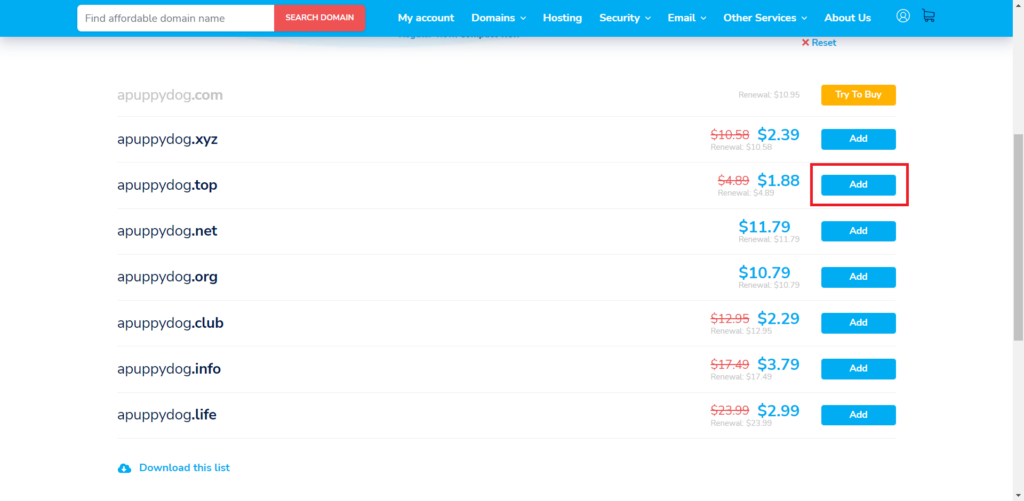 Find affordable domain name SEARCH DOMAIN My account Domains Hosting Security Email Other Services About Us
Reset
apuppydog.com Renewal: $10.95 Try To Buy
apuppydog.xyz $10.58 $2.39 Add
Renewal: $10.58
apuppydog.top $4.89 $1.88 Add
Renewal: $4.89
apuppydog.net $11.79 Add
Renewal: $11.79
apuppydog.org $10.79 Add
Renewal: $10.79
apuppydog.club $12.95 $2.29 Add
Renewal: $12.95
apuppydog.info $17.49 $3.79 Add
Renewal: $17.49
apuppydog.life $23.99 $2.99 Add
Renewal: $23.99
Download this list